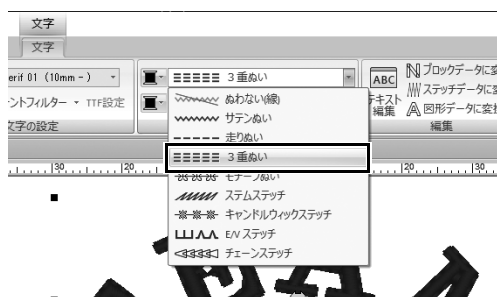 文字
文字
erif 01 (10mm - )
3 重ぬい
ABC
ブロックデータに変
ントフィルター
TTF設定
ぬわない(線)
キスト
編集
ステッチデータに変
図形データに変換
文字の設定
サテンぬい
編集
走りぬい
30
20
3 重ぬい
20
30
モチーフぬい
ステムステッチ
キャンドルウィックステッチ
E/V ステッチ
チェーンステッチ